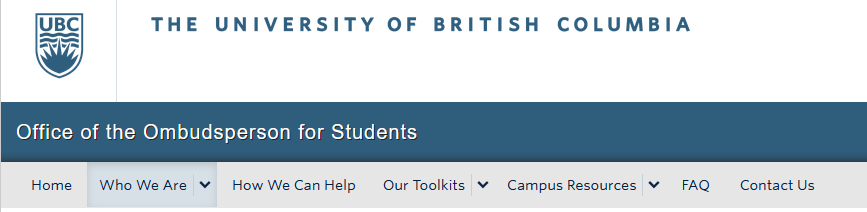 UBC
THE UNIVERSITY OF BRITISH COLUMBIA
Office of the Ombudsperson for Students
Home Who We Are How We Can Help Our Toolkits Campus Resources FAQ Contact Us